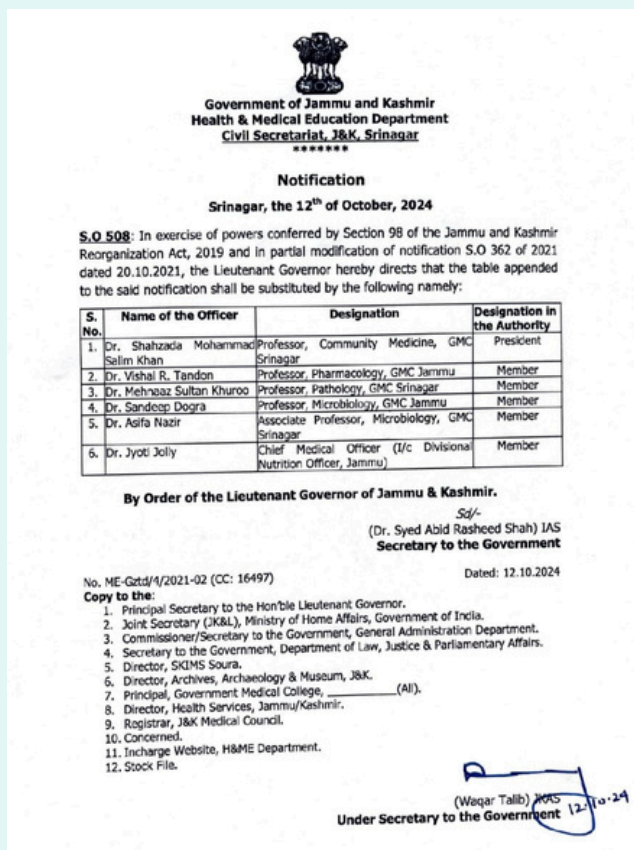 Government of Jammu and Kashmir
Health & Medical Education Department
Civil Secretariat, J&K, Srinagar
*******
Notification
Srinagar, the 12th of October, 2024
S.O 508: In exercise of powers conferred by Section 98 of the Jammu and Kashmir
Reorganization Act, 2019 and in partial modification of notification S.O 362 of 2021
dated 20.10.2021, the Lieutenant Governor hereby directs that the table appended
to the said notification shall be substituted by the following namely:
S. No. Name of the Officer Designation Designation in the Authority
1. Dr. Shahzada Mohammad Salim Khan Professor, Community Medicine, GMC Srinagar President
2. Dr. Vishal R. Tandon Professor, Pharmacology, GMC Jammu Member
3. Dr. Mehnaaz Sultan Khuroo Professor, Pathology, GMC Srinagar Member
4. Dr. Sandeep Dogra Professor, Microbiology, GMC Jammu Member
5. Dr. Asifa Nazir Associate Professor, Microbiology, GMC Srinagar Member
6. Dr. Jyoti Jolly Chief Medical Officer (I/c Divisional Nutrition Officer, Jammu) Member
By Order of the Lieutenant Governor of Jammu & Kashmir.
Sd/-
(Dr. Syed Abid Rasheed Shah) IAS
Secretary to the Government
No. ME-Gztd/4/2021-02 (CC: 16497) Dated: 12.10.2024
Copy to the:
1. Principal Secretary to the Hon'ble Lieutenant Governor.
2. Joint Secretary (JK&L), Ministry of Home Affairs, Government of India.
3. Commissioner/Secretary to the Government, General Administration Department.
4. Secretary to the Government, Department of Law, Justice & Parliamentary Affairs.
5. Director, SKIMS Soura.
6. Director, Archives, Archaeology & Museum, J&K.
7. Principal, Government Medical College, __________(All).
8. Director, Health Services, Jammu/Kashmir.
9. Registrar, J&K Medical Council.
10. Concerned.
11. Incharge Website, H&ME Department.
12. Stock File.
(Waqar Talib) JKAS
12-10-24
Under Secretary to the Government